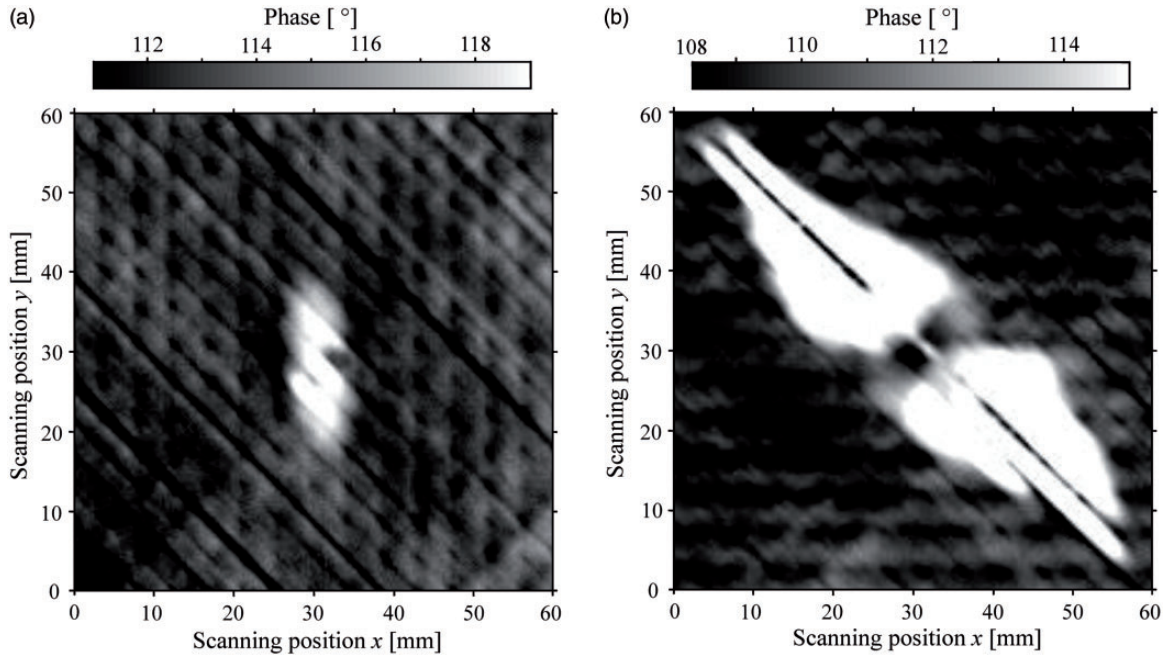 (a)
Phase [ °]
112 114 116 118
60
50
40
30
20
10
0
Scanning position y [mm]
0 10 20 30 40 50 60
Scanning position x [mm]
(b)
Phase [ °]
108 110 112 114
60
50
40
30
20
10
0
Scanning position y [mm]
0 10 20 30 40 50 60
Scanning position x [mm]